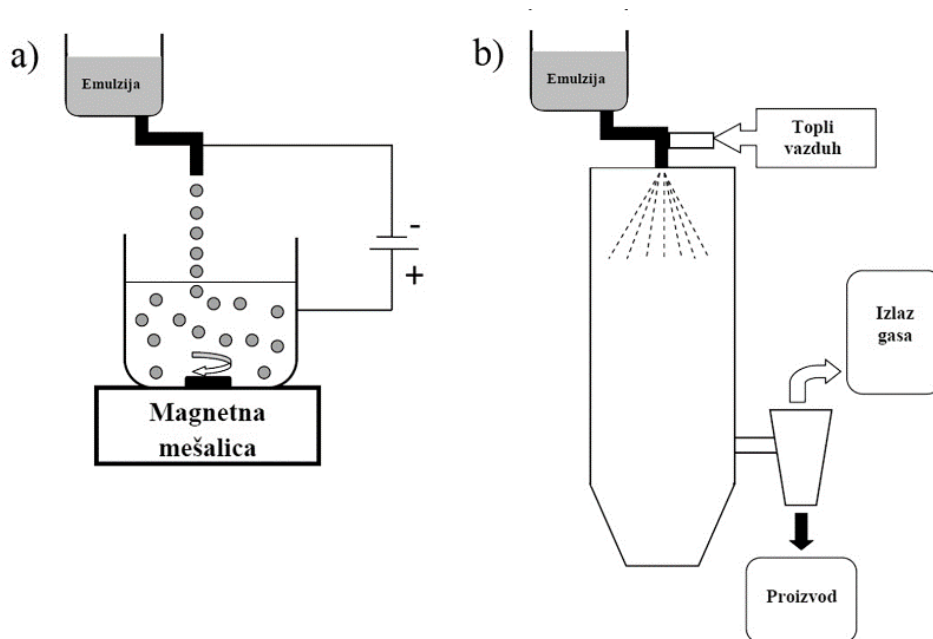 a)
Emulzija
-
+
Magnetna
mešalica
b)
Emulzija
Topli
vazduh
Izlaz
gasa
Proizvod